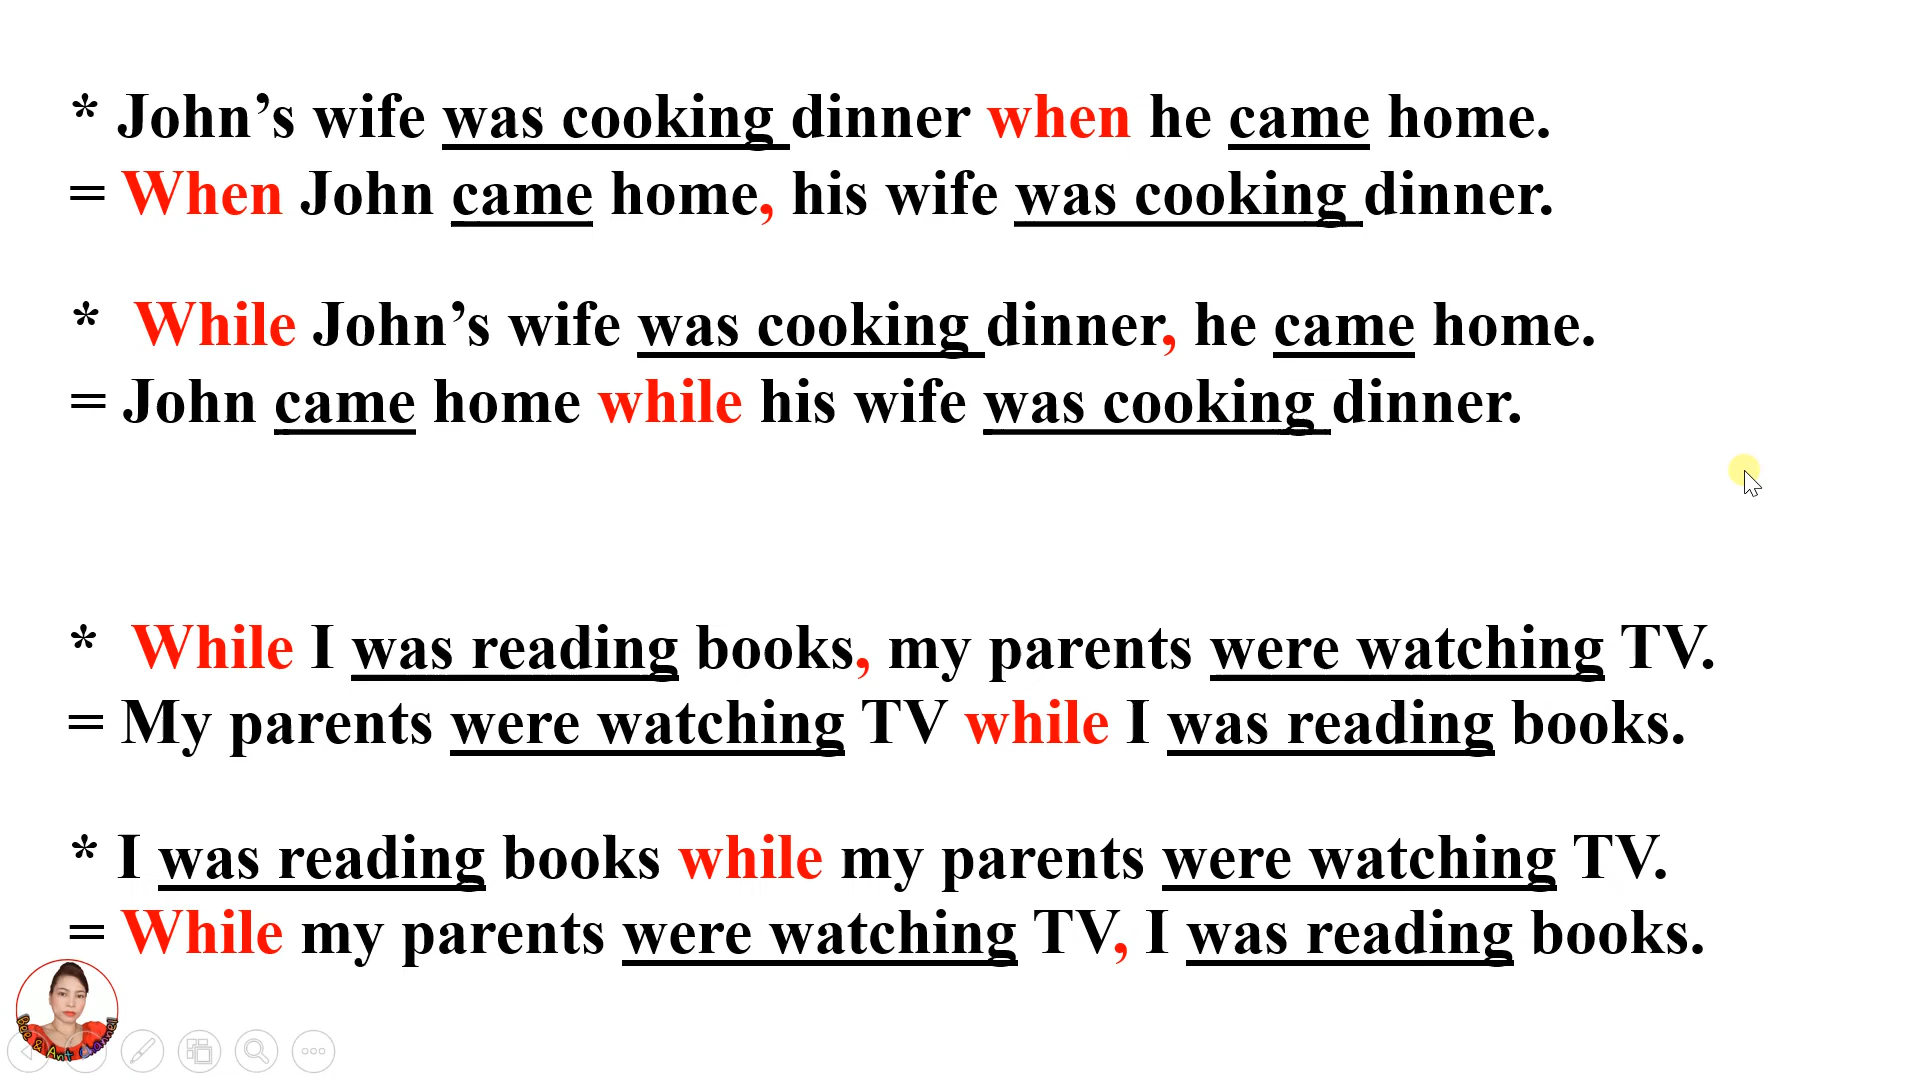 * John’s wife was cooking dinner when he came home.
= When John came home, his wife was cooking dinner.
* While John’s wife was cooking dinner, he came home.
= John came home while his wife was cooking dinner.
* While I was reading books, my parents were watching TV.
= My parents were watching TV while I was reading books.
* I was reading books while my parents were watching TV.
= While my parents were watching TV, I was reading books.
Bee & Ant Channel